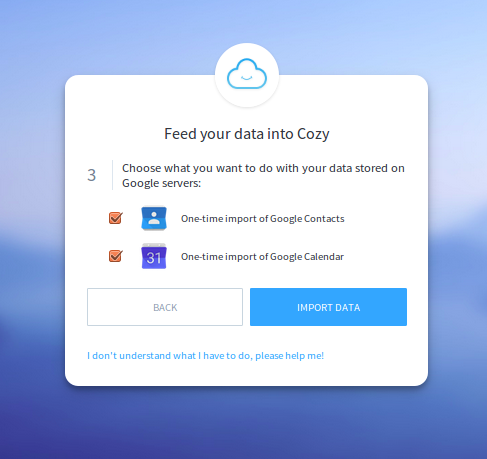 Feed your data into Cozy
3
Choose what you want to do with your data stored on
Google servers:
One-time import of Google Contacts
31
One-time import of Google Calendar
BACK
IMPORT DATA
I don't understand what I have to do, please help me!